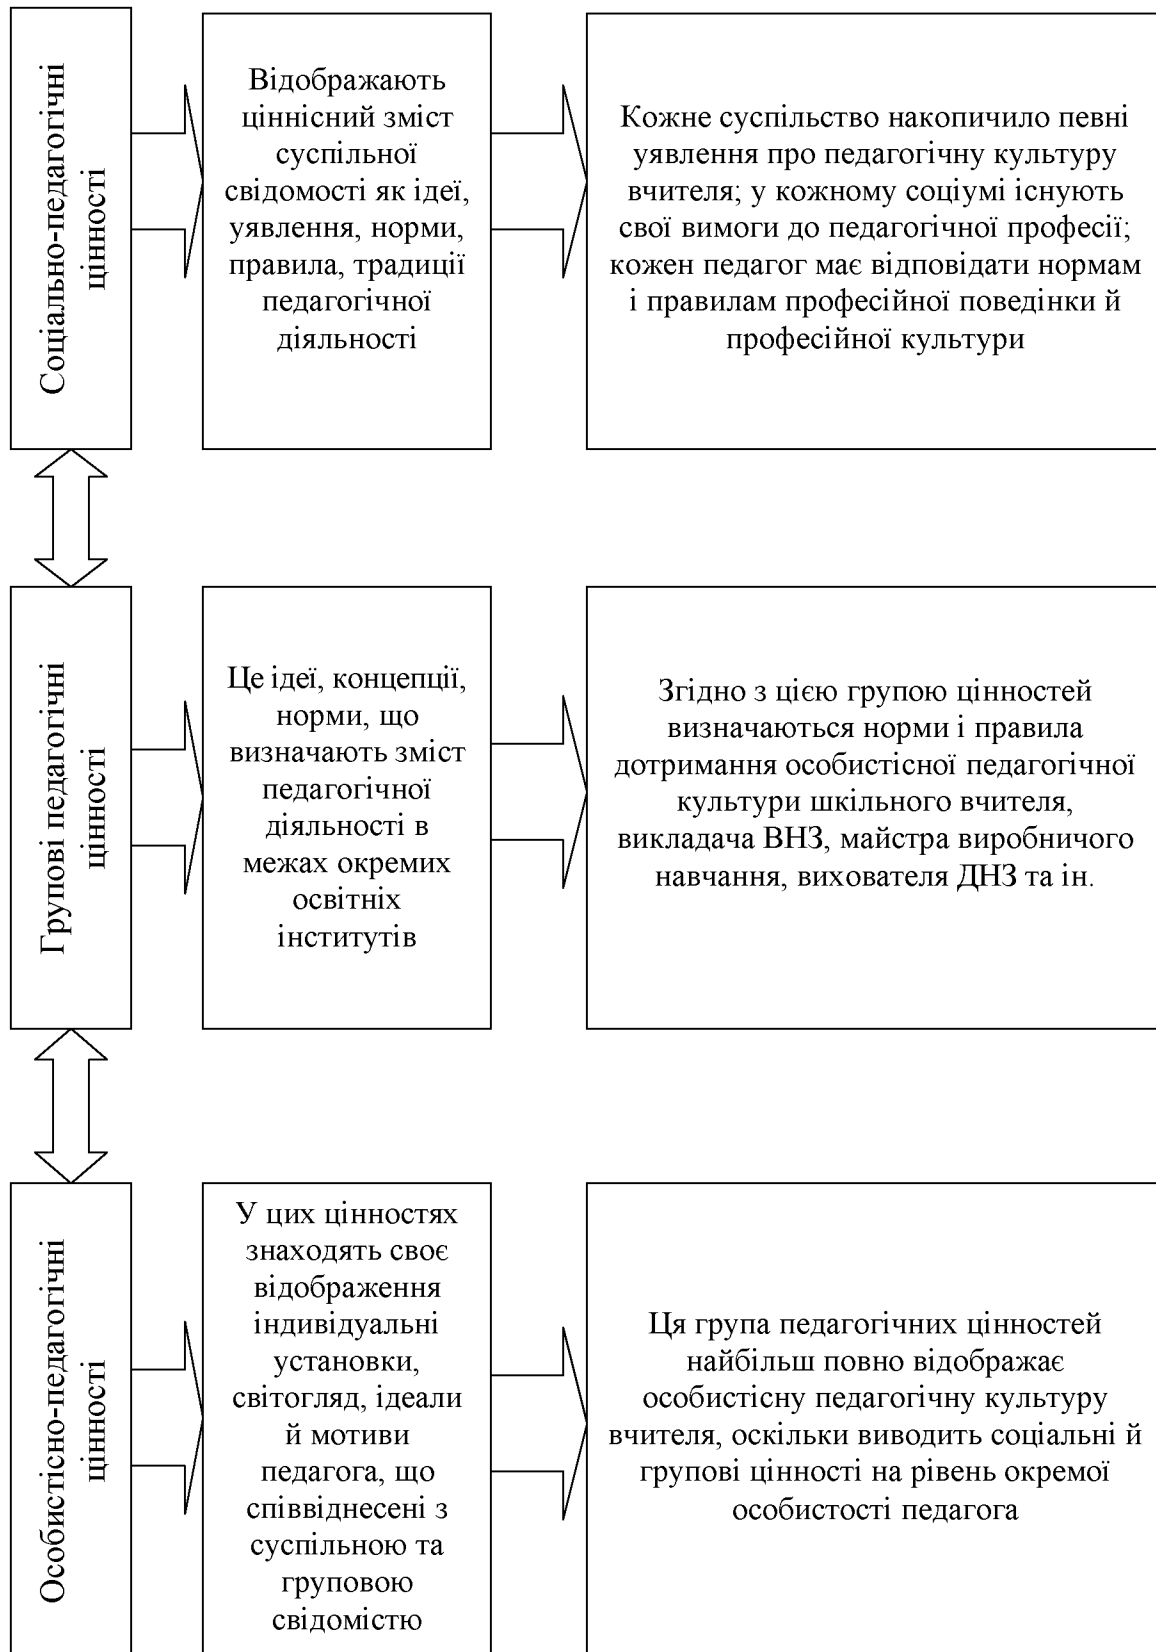 Соціально-педагогічні
цінності
Відображають
ціннісний зміст
суспільної
свідомості як ідеї,
уявлення, норми,
правила, традиції
педагогічної
діяльності
Кожне суспільство накопичило певні
уявлення про педагогічну культуру
вчителя; у кожному соціумі існують
свої вимоги до педагогічної професії;
кожен педагог має відповідати нормам
і правилам професійної поведінки й
професійної культури
Групові педагогічні
цінності
Це ідеї, концепції,
норми, що
визначають зміст
педагогічної
діяльності в
межах окремих
освітніх
інститутів
Згідно з цією групою цінностей
визначаються норми і правила
дотримання особистісної педагогічної
культури шкільного вчителя,
викладача ВНЗ, майстра виробничого
навчання, вихователя ДНЗ та ін.
Особистісно-педагогічні
цінності
У цих цінностях
знаходять своє
відображення
індивідуальні
установки,
світогляд, ідеали
й мотиви
педагога, що
співвіднесені з
суспільною та
груповою
свідомістю
Ця група педагогічних цінностей
найбільш повно відображає
особистісну педагогічну культуру
вчителя, оскільки виводить соціальні й
групові цінності на рівень окремої
особистості педагога